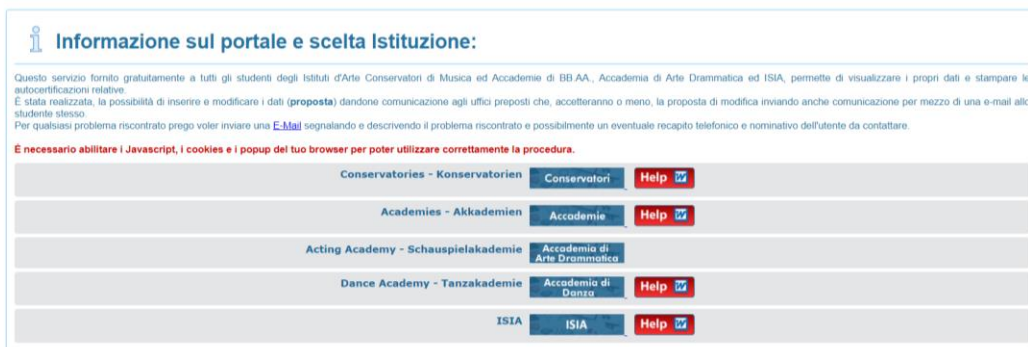 Informazione sul portale e scelta Istituzione:
Questo servizio fornito gratuitamente a tutti gli studenti degli Istituti d'Arte Conservatori di Musica ed Accademie di BB.AA., Accademia di Arte Drammatica ed ISIA, permette di visualizzare i propri dati e stampare le
autocertificazioni relative.
È stata realizzata, la possibilità di inserire e modificare i dati (proposta) dandone comunicazione agli uffici preposti che, accetteranno o meno, la proposta di modifica inviando anche comunicazione per mezzo di una e-mail allo
studente stesso.
Per qualsiasi problema riscontrato prego voler inviare una E-Mail segnalando e descrivendo il problema riscontrato e possibilmente un eventuale recapito telefonico e nominativo dell'utente da contattare.
É necessario abilitare i Javascript, i cookies e i popup del tuo browser per poter utilizzare correttamente la procedura.
Conservatories - Konservatorien Conservatori Help
Academies - Akkademien Accademie Help
Acting Academy - Schauspielakademie Accademia di
Arte Drammatica
Dance Academy - Tanzakademie Accademia di
Danza Help
ISIA ISIA Help